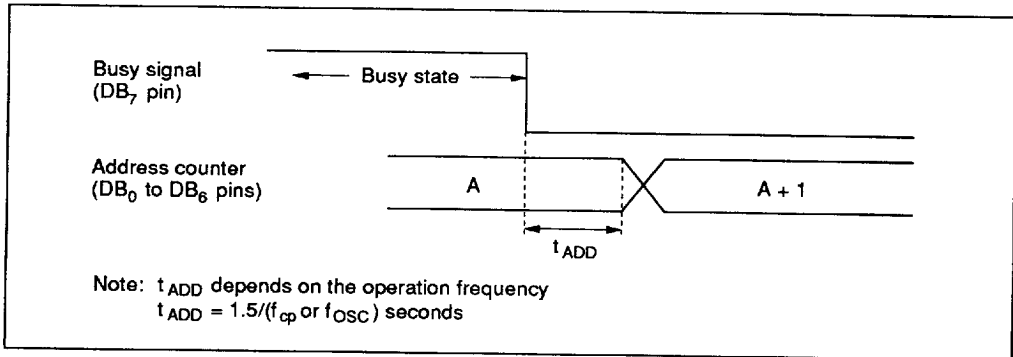 Busy signal
(DB7 pin)
Busy state
Address counter
(DB0 to DB6 pins)
A
A + 1
tADD
Note: tADD depends on the operation frequency
tADD = 1.5/(fcp or fOSC) seconds